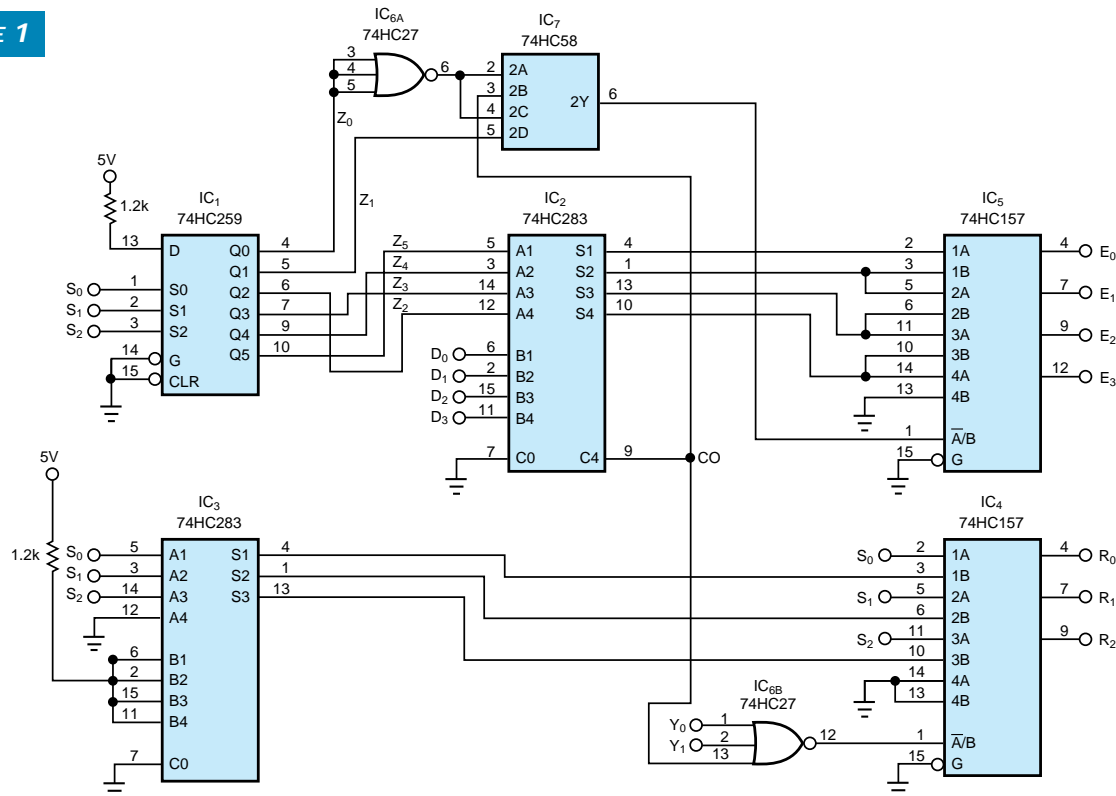 E 1
IC6A
74HC27
3
4
5
6
Z0
IC7
74HC58
2 2A
3 2B
4 2C
5 2D
2Y 6
5V
1.2k
Z1
IC1
74HC259
13 D
S0 1 S0
S1 2 S1
S2 3 S2
14 G
15 CLR
Q0 4
Q1 5
Q2 6
Q3 7
Q4 9
Q5 10
Z5
Z4
Z3
Z2
IC2
74HC283
5 A1
3 A2
14 A3
12 A4
D0 6 B1
D1 2 B2
D2 15 B3
D3 11 B4
7 C0
S1 4
S2 1
S3 13
S4 10
C4 9
CO
IC5
74HC157
2 1A
3 1B
5 2A
6 2B
11 3A
10 3B
14 4A
13 4B
1 A̅/B
15 G
4 E0
7 E1
9 E2
12 E3
5V
1.2k
IC3
74HC283
S0 5 A1
S1 3 A2
S2 14 A3
12 A4
6 B1
2 B2
15 B3
11 B4
7 C0
S1 4
S2 1
S3 13
IC6B
74HC27
Y0 1
Y1 2
13
12
IC4
74HC157
S0 2 1A
3 1B
S1 5 2A
6 2B
S2 11 3A
10 3B
14 4A
13 4B
1 A̅/B
15 G
4 R0
7 R1
9 R2